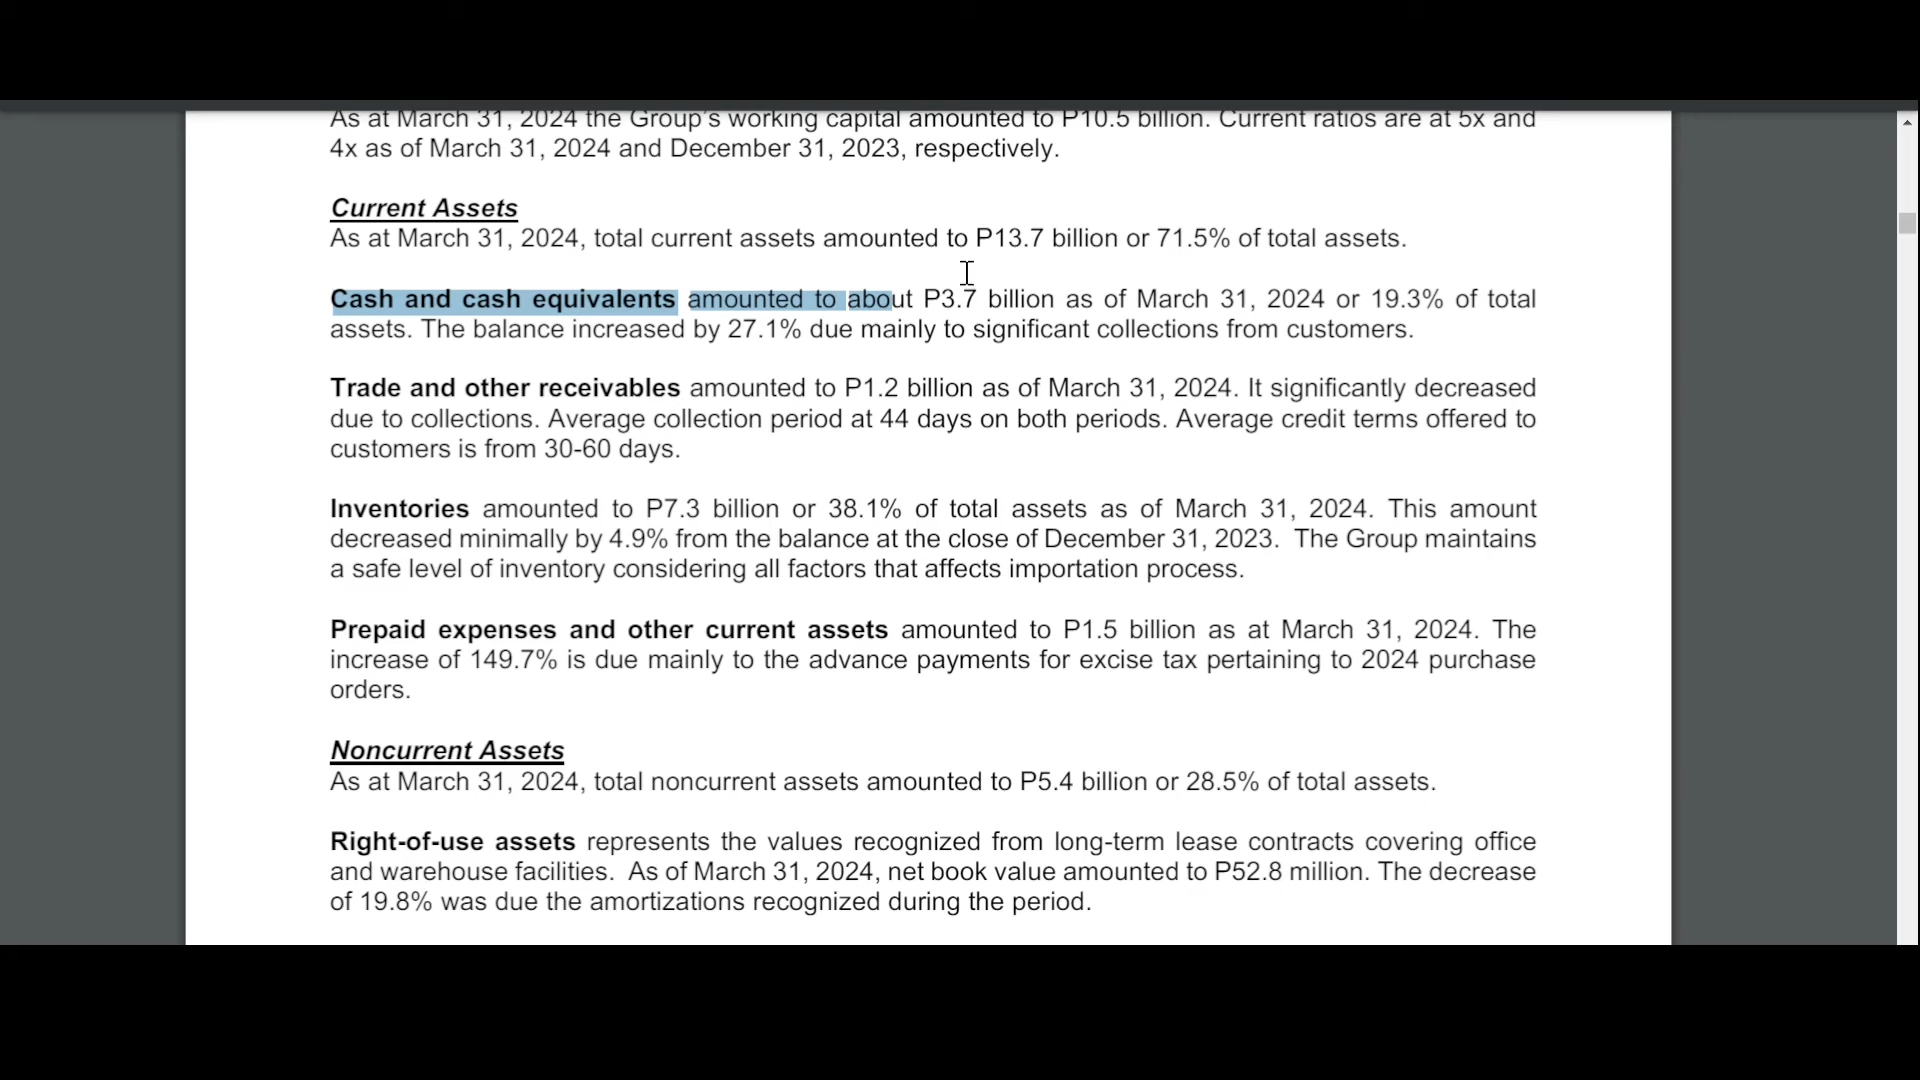 As at March 31, 2024 the Group's working capital amounted to P10.5 billion. Current ratios are at 5x and
4x as of March 31, 2024 and December 31, 2023, respectively.
Current Assets
As at March 31, 2024, total current assets amounted to P13.7 billion or 71.5% of total assets.
Cash and cash equivalents amounted to about P3.7 billion as of March 31, 2024 or 19.3% of total
assets. The balance increased by 27.1% due mainly to significant collections from customers.
Trade and other receivables amounted to P1.2 billion as of March 31, 2024. It significantly decreased
due to collections. Average collection period at 44 days on both periods. Average credit terms offered to
customers is from 30-60 days.
Inventories amounted to P7.3 billion or 38.1% of total assets as of March 31, 2024. This amount
decreased minimally by 4.9% from the balance at the close of December 31, 2023. The Group maintains
a safe level of inventory considering all factors that affects importation process.
Prepaid expenses and other current assets amounted to P1.5 billion as at March 31, 2024. The
increase of 149.7% is due mainly to the advance payments for excise tax pertaining to 2024 purchase
orders.
Noncurrent Assets
As at March 31, 2024, total noncurrent assets amounted to P5.4 billion or 28.5% of total assets.
Right-of-use assets represents the values recognized from long-term lease contracts covering office
and warehouse facilities. As of March 31, 2024, net book value amounted to P52.8 million. The decrease
of 19.8% was due the amortizations recognized during the period.